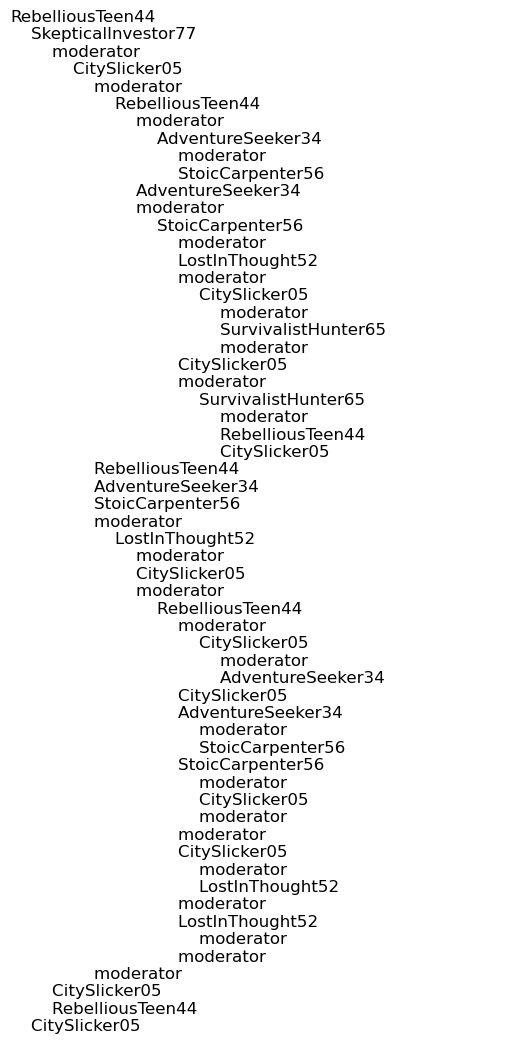 RebelliousTeen44
SkepticalInvestor77
moderator
CitySlicker05
moderator
RebelliousTeen44
moderator
AdventureSeeker34
moderator
StoicCarpenter56
AdventureSeeker34
moderator
StoicCarpenter56
moderator
LostInThought52
moderator
CitySlicker05
moderator
SurvivalistHunter65
moderator
CitySlicker05
moderator
SurvivalistHunter65
moderator
RebelliousTeen44
CitySlicker05
RebelliousTeen44
AdventureSeeker34
StoicCarpenter56
moderator
LostInThought52
moderator
CitySlicker05
moderator
RebelliousTeen44
moderator
CitySlicker05
moderator
AdventureSeeker34
CitySlicker05
AdventureSeeker34
moderator
StoicCarpenter56
StoicCarpenter56
moderator
CitySlicker05
moderator
moderator
CitySlicker05
moderator
LostInThought52
moderator
LostInThought52
moderator
moderator
moderator
CitySlicker05
RebelliousTeen44
CitySlicker05